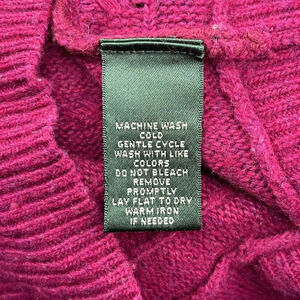 MACHINE WASH
COLD
GENTLE CYCLE
WASH WITH LIKE
COLORS
DO NOT BLEACH
REMOVE
PROMPTLY
LAY FLAT TO DRY
WARM IRON
IF NEEDED